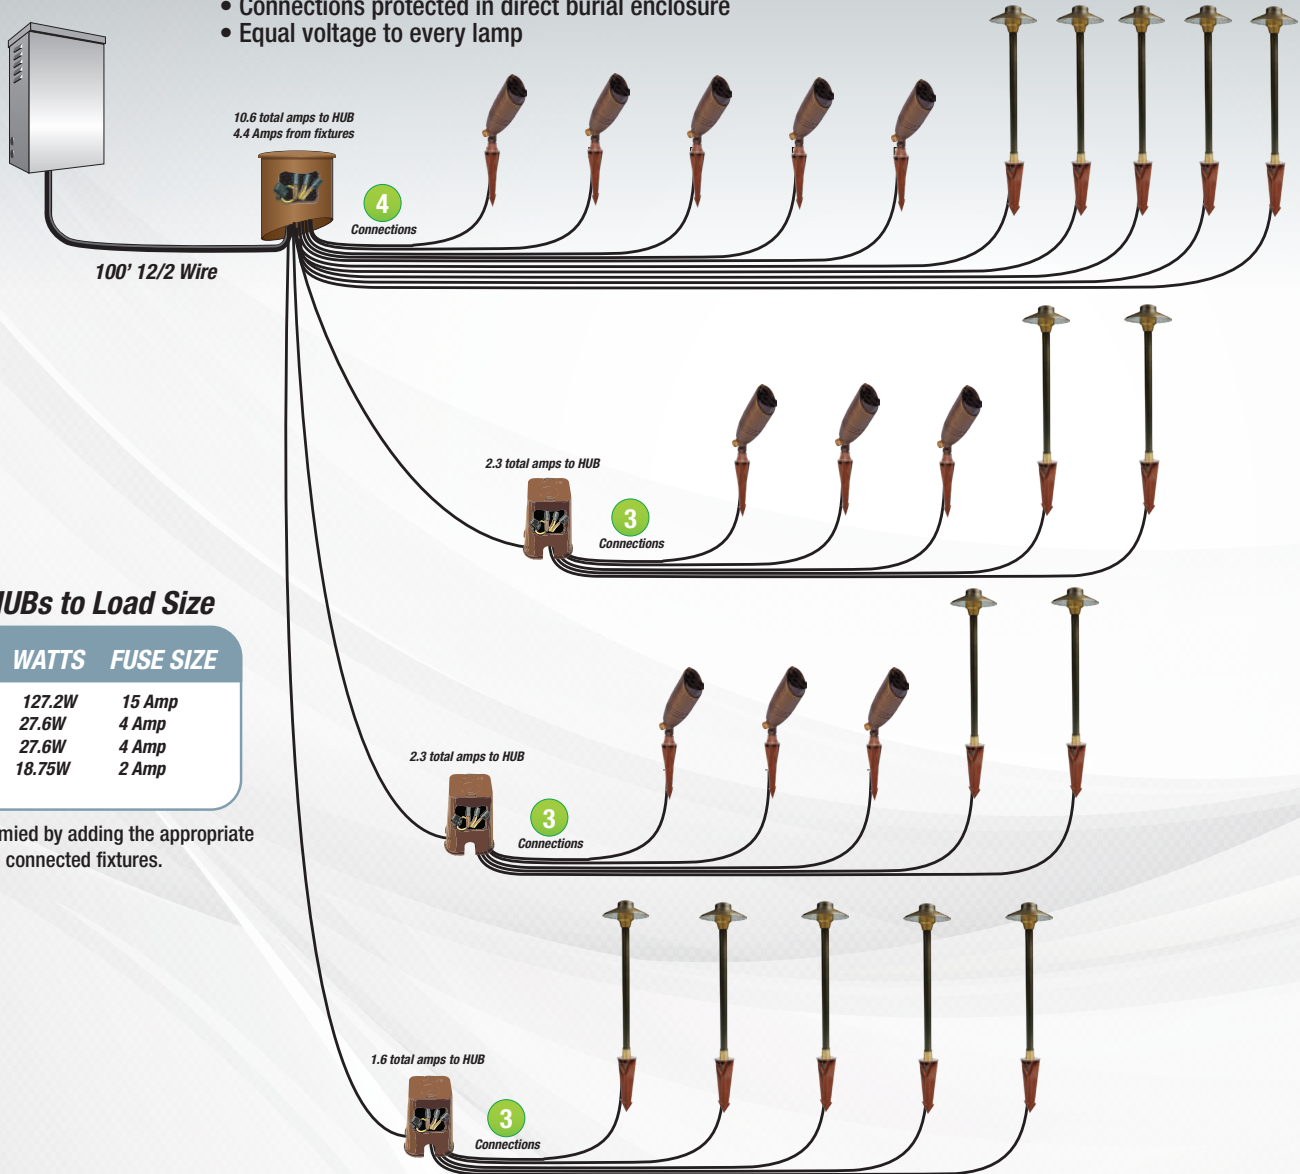 • Connections protected in direct burial enclosure
• Equal voltage to every lamp
10.6 total amps to HUB
4.4 Amps from fixtures
4
Connections
100' 12/2 Wire
2.3 total amps to HUB
3
Connections
HUBs to Load Size
WATTS FUSE SIZE
127.2W 15 Amp
27.6W 4 Amp
27.6W 4 Amp
18.75W 2 Amp
mied by adding the appropriate
connected fixtures.
2.3 total amps to HUB
3
Connections
1.6 total amps to HUB
3
Connections